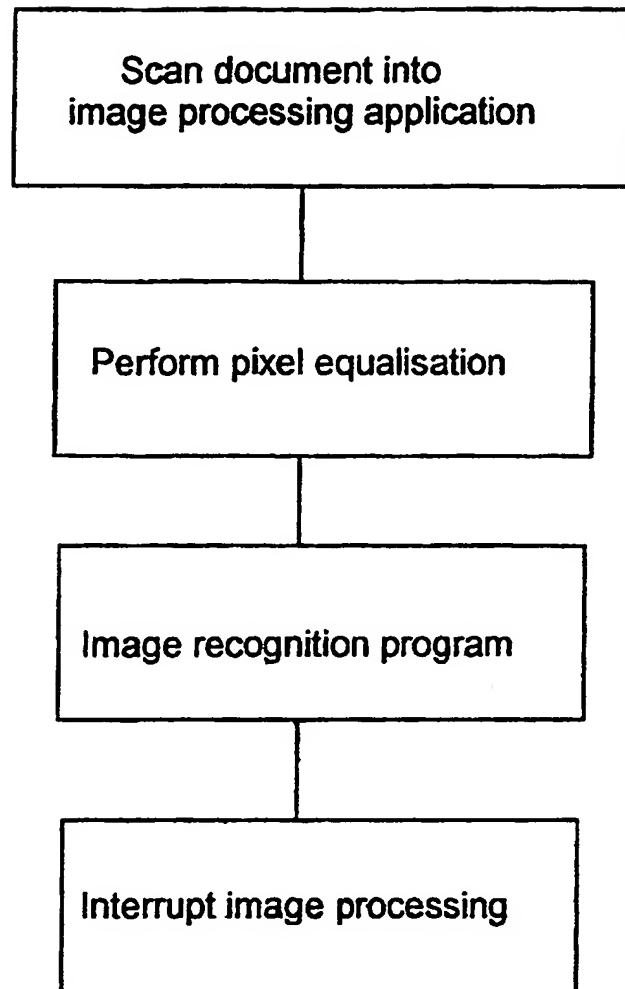 Scan document into
image processing application
Perform pixel equalisation
Image recognition program
Interrupt image processing